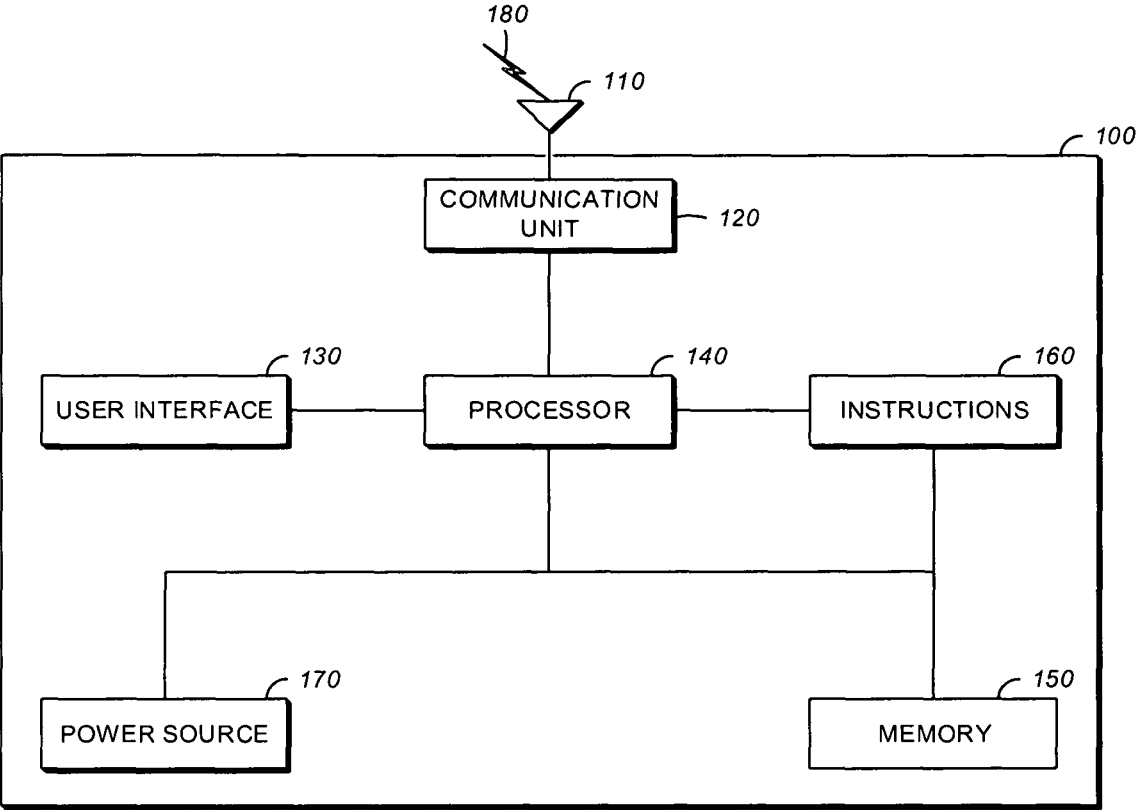 180
110
100
COMMUNICATION
UNIT
120
130
140
160
USER INTERFACE
PROCESSOR
INSTRUCTIONS
170
150
POWER SOURCE
MEMORY